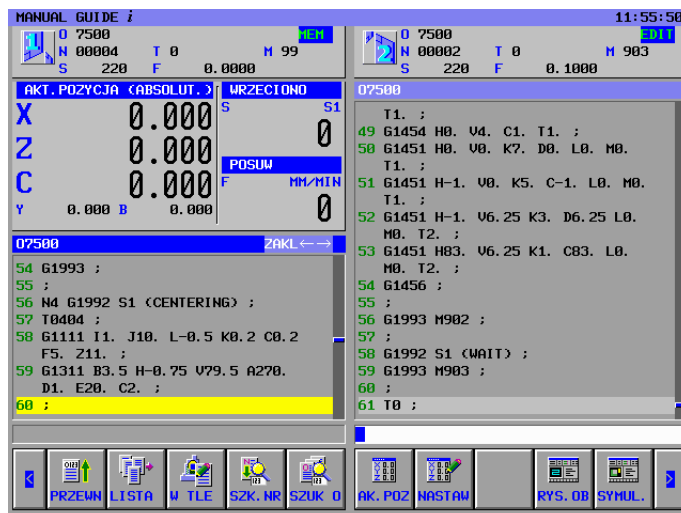 MANUAL GUIDE i 11:55:50
O 7500 MEM
N 00004 T 0 M 99
S 220 F 0.0000
O 7500 EDIT
N 00002 T 0 M 903
S 220 F 0.1000
AKT.POZYCJA (ABSOLUT.)
X 0.000
Z 0.000
C 0.000
Y 0.000 B 0.000
WRZECIONO
S S1
0
POSUW
F MM/MIN
0
O7500 ZAKL←→
54 G1993 ;
55 ;
56 N4 G1992 S1 (CENTERING) ;
57 T0404 ;
58 G1111 I1. J10. L-0.5 K0.2 C0.2
F5. Z11. ;
59 G1311 B3.5 H-0.75 V79.5 A270.
D1. E20. C2. ;
60 ;
O7500
T1. ;
49 G1454 H0. V4. C1. T1. ;
50 G1451 H0. V0. K7. D0. L0. M0.
T1. ;
51 G1451 H-1. V0. K5. C-1. L0. M0.
T1. ;
52 G1451 H-1. V6.25 K3. D6.25 L0.
M0. T2. ;
53 G1451 H83. V6.25 K1. C83. L0.
M0. T2. ;
54 G1456 ;
55 ;
56 G1993 M902 ;
57 ;
58 G1992 S1 (WAIT) ;
59 G1993 M903 ;
60 ;
61 T0 ;
< PRZEWN LISTA W TLE SZK.NR SZUK O
AK.POZ NASTAW RYS.OB SYMUL. >